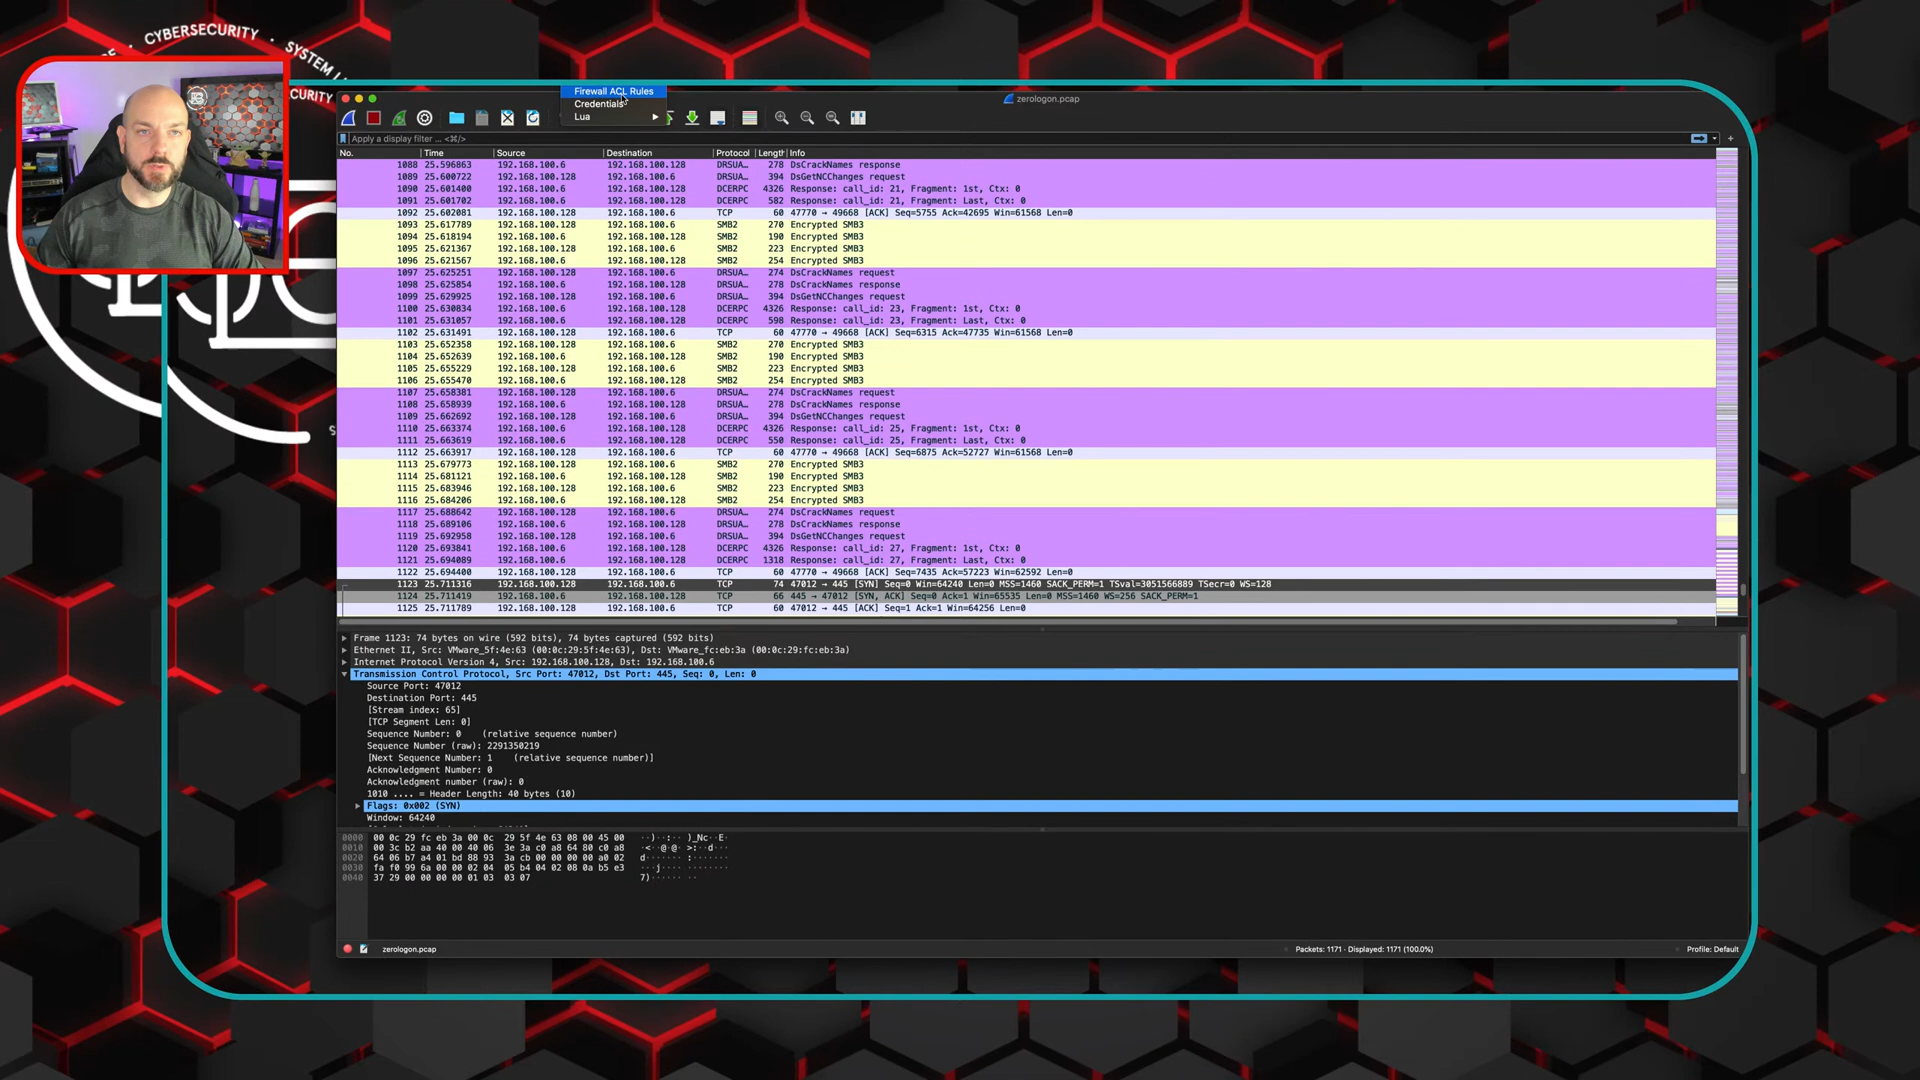 CYBERSECURITY · SYSTEM
CURITY
Firewall ACL Rules
Credentials
Lua
zerologon.pcap
Apply a display filter … <⌘/>
No. Time Source Destination Protocol Length Info
1088 25.596863 192.168.100.6 192.168.100.128 DRSUA… 278 DsCrackNames response
1089 25.600722 192.168.100.128 192.168.100.6 DRSUA… 394 DsGetNCChanges request
1090 25.601400 192.168.100.6 192.168.100.128 DCERPC 4326 Response: call_id: 21, Fragment: 1st, Ctx: 0
1091 25.601702 192.168.100.6 192.168.100.128 DCERPC 582 Response: call_id: 21, Fragment: Last, Ctx: 0
1092 25.602081 192.168.100.128 192.168.100.6 TCP 60 47770 → 49668 [ACK] Seq=5755 Ack=42695 Win=61568 Len=0
1093 25.617789 192.168.100.128 192.168.100.6 SMB2 270 Encrypted SMB3
1094 25.618194 192.168.100.6 192.168.100.128 SMB2 190 Encrypted SMB3
1095 25.621367 192.168.100.128 192.168.100.6 SMB2 223 Encrypted SMB3
1096 25.621567 192.168.100.6 192.168.100.128 SMB2 254 Encrypted SMB3
1097 25.625251 192.168.100.128 192.168.100.6 DRSUA… 274 DsCrackNames request
1098 25.625854 192.168.100.6 192.168.100.128 DRSUA… 278 DsCrackNames response
1099 25.629925 192.168.100.128 192.168.100.6 DRSUA… 394 DsGetNCChanges request
1100 25.630834 192.168.100.6 192.168.100.128 DCERPC 4326 Response: call_id: 23, Fragment: 1st, Ctx: 0
1101 25.631057 192.168.100.6 192.168.100.128 DCERPC 598 Response: call_id: 23, Fragment: Last, Ctx: 0
1102 25.631491 192.168.100.128 192.168.100.6 TCP 60 47770 → 49668 [ACK] Seq=6315 Ack=47735 Win=61568 Len=0
1103 25.652358 192.168.100.128 192.168.100.6 SMB2 270 Encrypted SMB3
1104 25.652639 192.168.100.6 192.168.100.128 SMB2 190 Encrypted SMB3
1105 25.655229 192.168.100.128 192.168.100.6 SMB2 223 Encrypted SMB3
1106 25.655470 192.168.100.6 192.168.100.128 SMB2 254 Encrypted SMB3
1107 25.658381 192.168.100.128 192.168.100.6 DRSUA… 274 DsCrackNames request
1108 25.658939 192.168.100.6 192.168.100.128 DRSUA… 278 DsCrackNames response
1109 25.662692 192.168.100.128 192.168.100.6 DRSUA… 394 DsGetNCChanges request
1110 25.663374 192.168.100.6 192.168.100.128 DCERPC 4326 Response: call_id: 25, Fragment: 1st, Ctx: 0
1111 25.663619 192.168.100.6 192.168.100.128 DCERPC 550 Response: call_id: 25, Fragment: Last, Ctx: 0
1112 25.663917 192.168.100.128 192.168.100.6 TCP 60 47770 → 49668 [ACK] Seq=6875 Ack=52727 Win=61568 Len=0
1113 25.679773 192.168.100.128 192.168.100.6 SMB2 270 Encrypted SMB3
1114 25.681121 192.168.100.6 192.168.100.128 SMB2 190 Encrypted SMB3
1115 25.683946 192.168.100.128 192.168.100.6 SMB2 223 Encrypted SMB3
1116 25.684206 192.168.100.6 192.168.100.128 SMB2 254 Encrypted SMB3
1117 25.688642 192.168.100.128 192.168.100.6 DRSUA… 274 DsCrackNames request
1118 25.689106 192.168.100.6 192.168.100.128 DRSUA… 278 DsCrackNames response
1119 25.692958 192.168.100.128 192.168.100.6 DRSUA… 394 DsGetNCChanges request
1120 25.693841 192.168.100.6 192.168.100.128 DCERPC 4326 Response: call_id: 27, Fragment: 1st, Ctx: 0
1121 25.694089 192.168.100.6 192.168.100.128 DCERPC 1318 Response: call_id: 27, Fragment: Last, Ctx: 0
1122 25.694400 192.168.100.128 192.168.100.6 TCP 60 47770 → 49668 [ACK] Seq=7435 Ack=57223 Win=62592 Len=0
1123 25.711316 192.168.100.128 192.168.100.6 TCP 74 47012 → 445 [SYN] Seq=0 Win=64240 Len=0 MSS=1460 SACK_PERM=1 TSval=3051566889 TSecr=0 WS=128
1124 25.711419 192.168.100.6 192.168.100.128 TCP 66 445 → 47012 [SYN, ACK] Seq=0 Ack=1 Win=65535 Len=0 MSS=1460 WS=256 SACK_PERM=1
1125 25.711789 192.168.100.128 192.168.100.6 TCP 60 47012 → 445 [ACK] Seq=1 Ack=1 Win=64256 Len=0
Frame 1123: 74 bytes on wire (592 bits), 74 bytes captured (592 bits)
Ethernet II, Src: VMware_5f:4e:63 (00:0c:29:5f:4e:63), Dst: VMware_fc:eb:3a (00:0c:29:fc:eb:3a)
Internet Protocol Version 4, Src: 192.168.100.128, Dst: 192.168.100.6
Transmission Control Protocol, Src Port: 47012, Dst Port: 445, Seq: 0, Len: 0
Source Port: 47012
Destination Port: 445
[Stream index: 65]
[TCP Segment Len: 0]
Sequence Number: 0 (relative sequence number)
Sequence Number (raw): 2291350219
[Next Sequence Number: 1 (relative sequence number)]
Acknowledgment Number: 0
Acknowledgment number (raw): 0
1010 .... = Header Length: 40 bytes (10)
Flags: 0x002 (SYN)
Window: 64240
0000 00 0c 29 fc eb 3a 00 0c 29 5f 4e 63 08 00 45 00 ··)··:·· )_Nc··E·
0010 00 3c b2 aa 40 00 40 06 3e 3a c0 a8 64 80 c0 a8 ·<··@·@· >:··d···
0020 64 06 b7 a4 01 bd 88 93 3a cb 00 00 00 00 a0 02 d······· :·······
0030 fa f0 99 6a 00 00 02 04 05 b4 04 02 08 0a b5 e3 ···j···· ········
0040 37 29 00 00 00 00 01 03 03 07 7)······ ··
zerologon.pcap
Packets: 1171 · Displayed: 1171 (100.0%)
Profile: Default